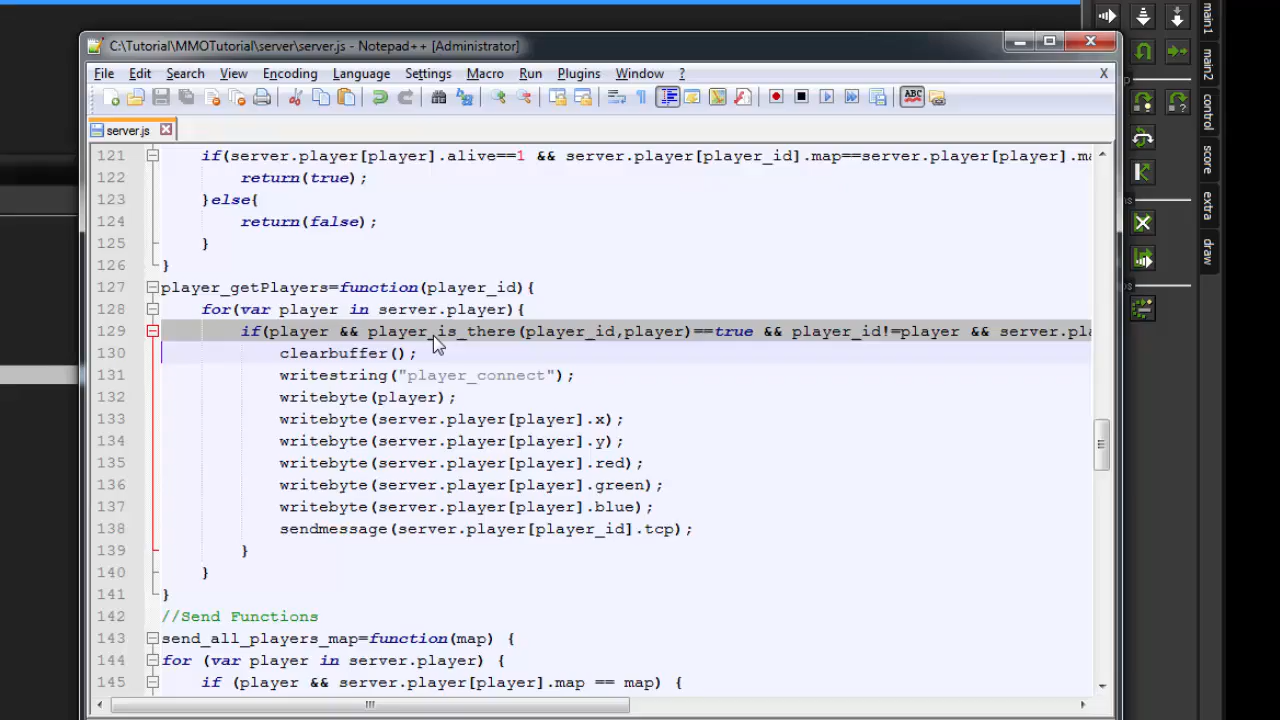 C:\Tutorial\MMOTutorial\server\server.js - Notepad++ [Administrator]
File Edit Search View Encoding Language Settings Macro Run Plugins Window ? X
server.js
121 if(server.player[player].alive==1 && server.player[player_id].map==server.player[player].ma
122 return(true);
123 }else{
124 return(false);
125 }
126 }
127 player_getPlayers=function(player_id){
128 for(var player in server.player){
129 if(player && player_is_there(player_id,player)==true && player_id!=player && server.pla
130 clearbuffer();
131 writestring("player_connect");
132 writebyte(player);
133 writebyte(server.player[player].x);
134 writebyte(server.player[player].y);
135 writebyte(server.player[player].red);
136 writebyte(server.player[player].green);
137 writebyte(server.player[player].blue);
138 sendmessage(server.player[player_id].tcp);
139 }
140 }
141 }
142 //Send Functions
143 send_all_players_map=function(map) {
144 for (var player in server.player) {
145 if (player && server.player[player].map == map) {
main1
main2
control
score
extra
draw
ABC